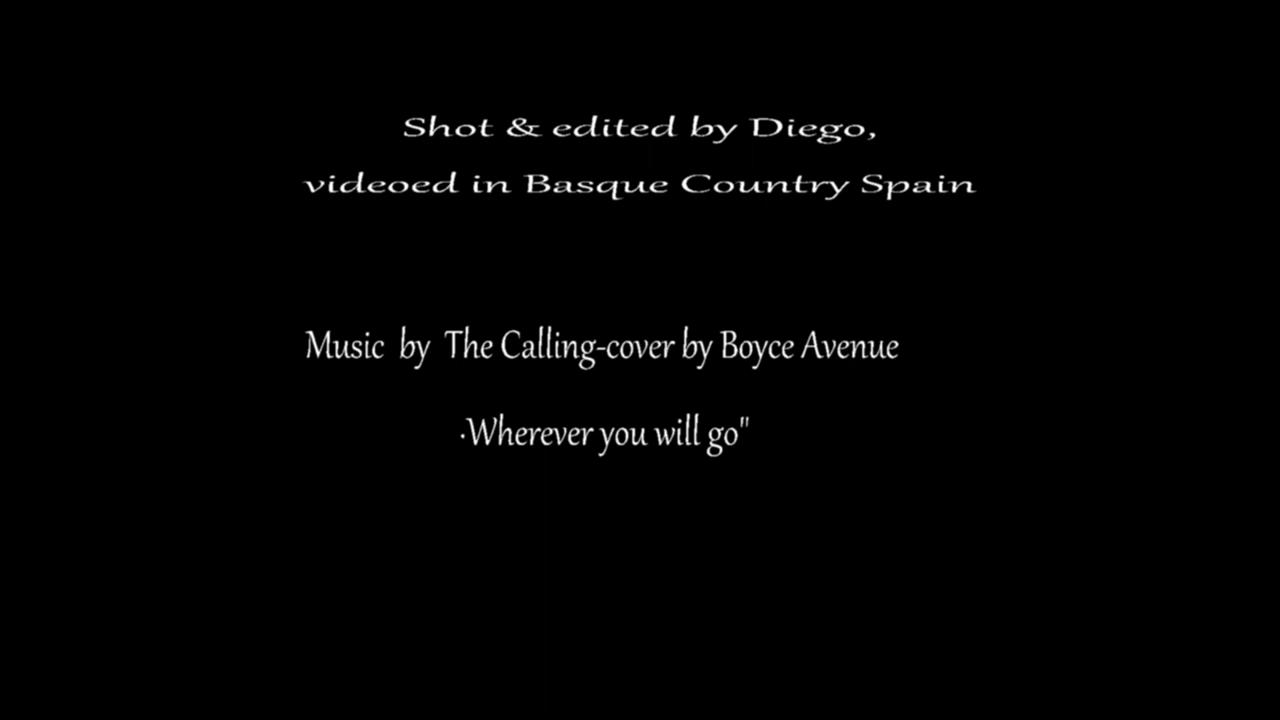 Shot & edited by Diego,
videoed in Basque Country Spain
Music by The Calling-cover by Boyce Avenue
·Wherever you will go"